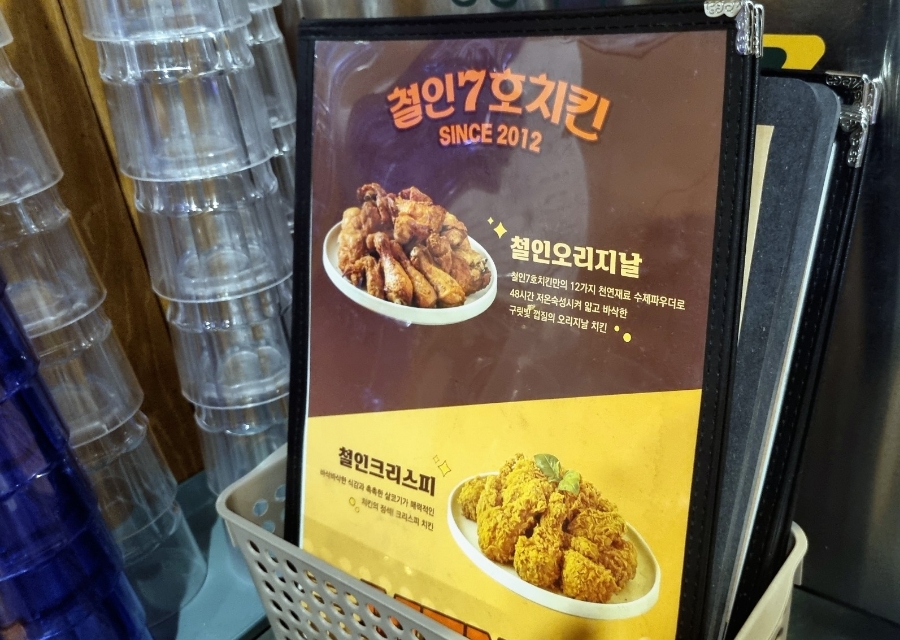 철인7호치킨
SINCE 2012
철인오리지날
철인7호치킨만의 12가지 천연재료 수제파우더로
48시간 저온숙성시켜 얇고 바삭한
구릿빛 껍질의 오리지날 치킨
철인크리스피
바삭바삭한 식감과 촉촉한 살코기가 매력적인
치킨의 정석! 크리스피 치킨